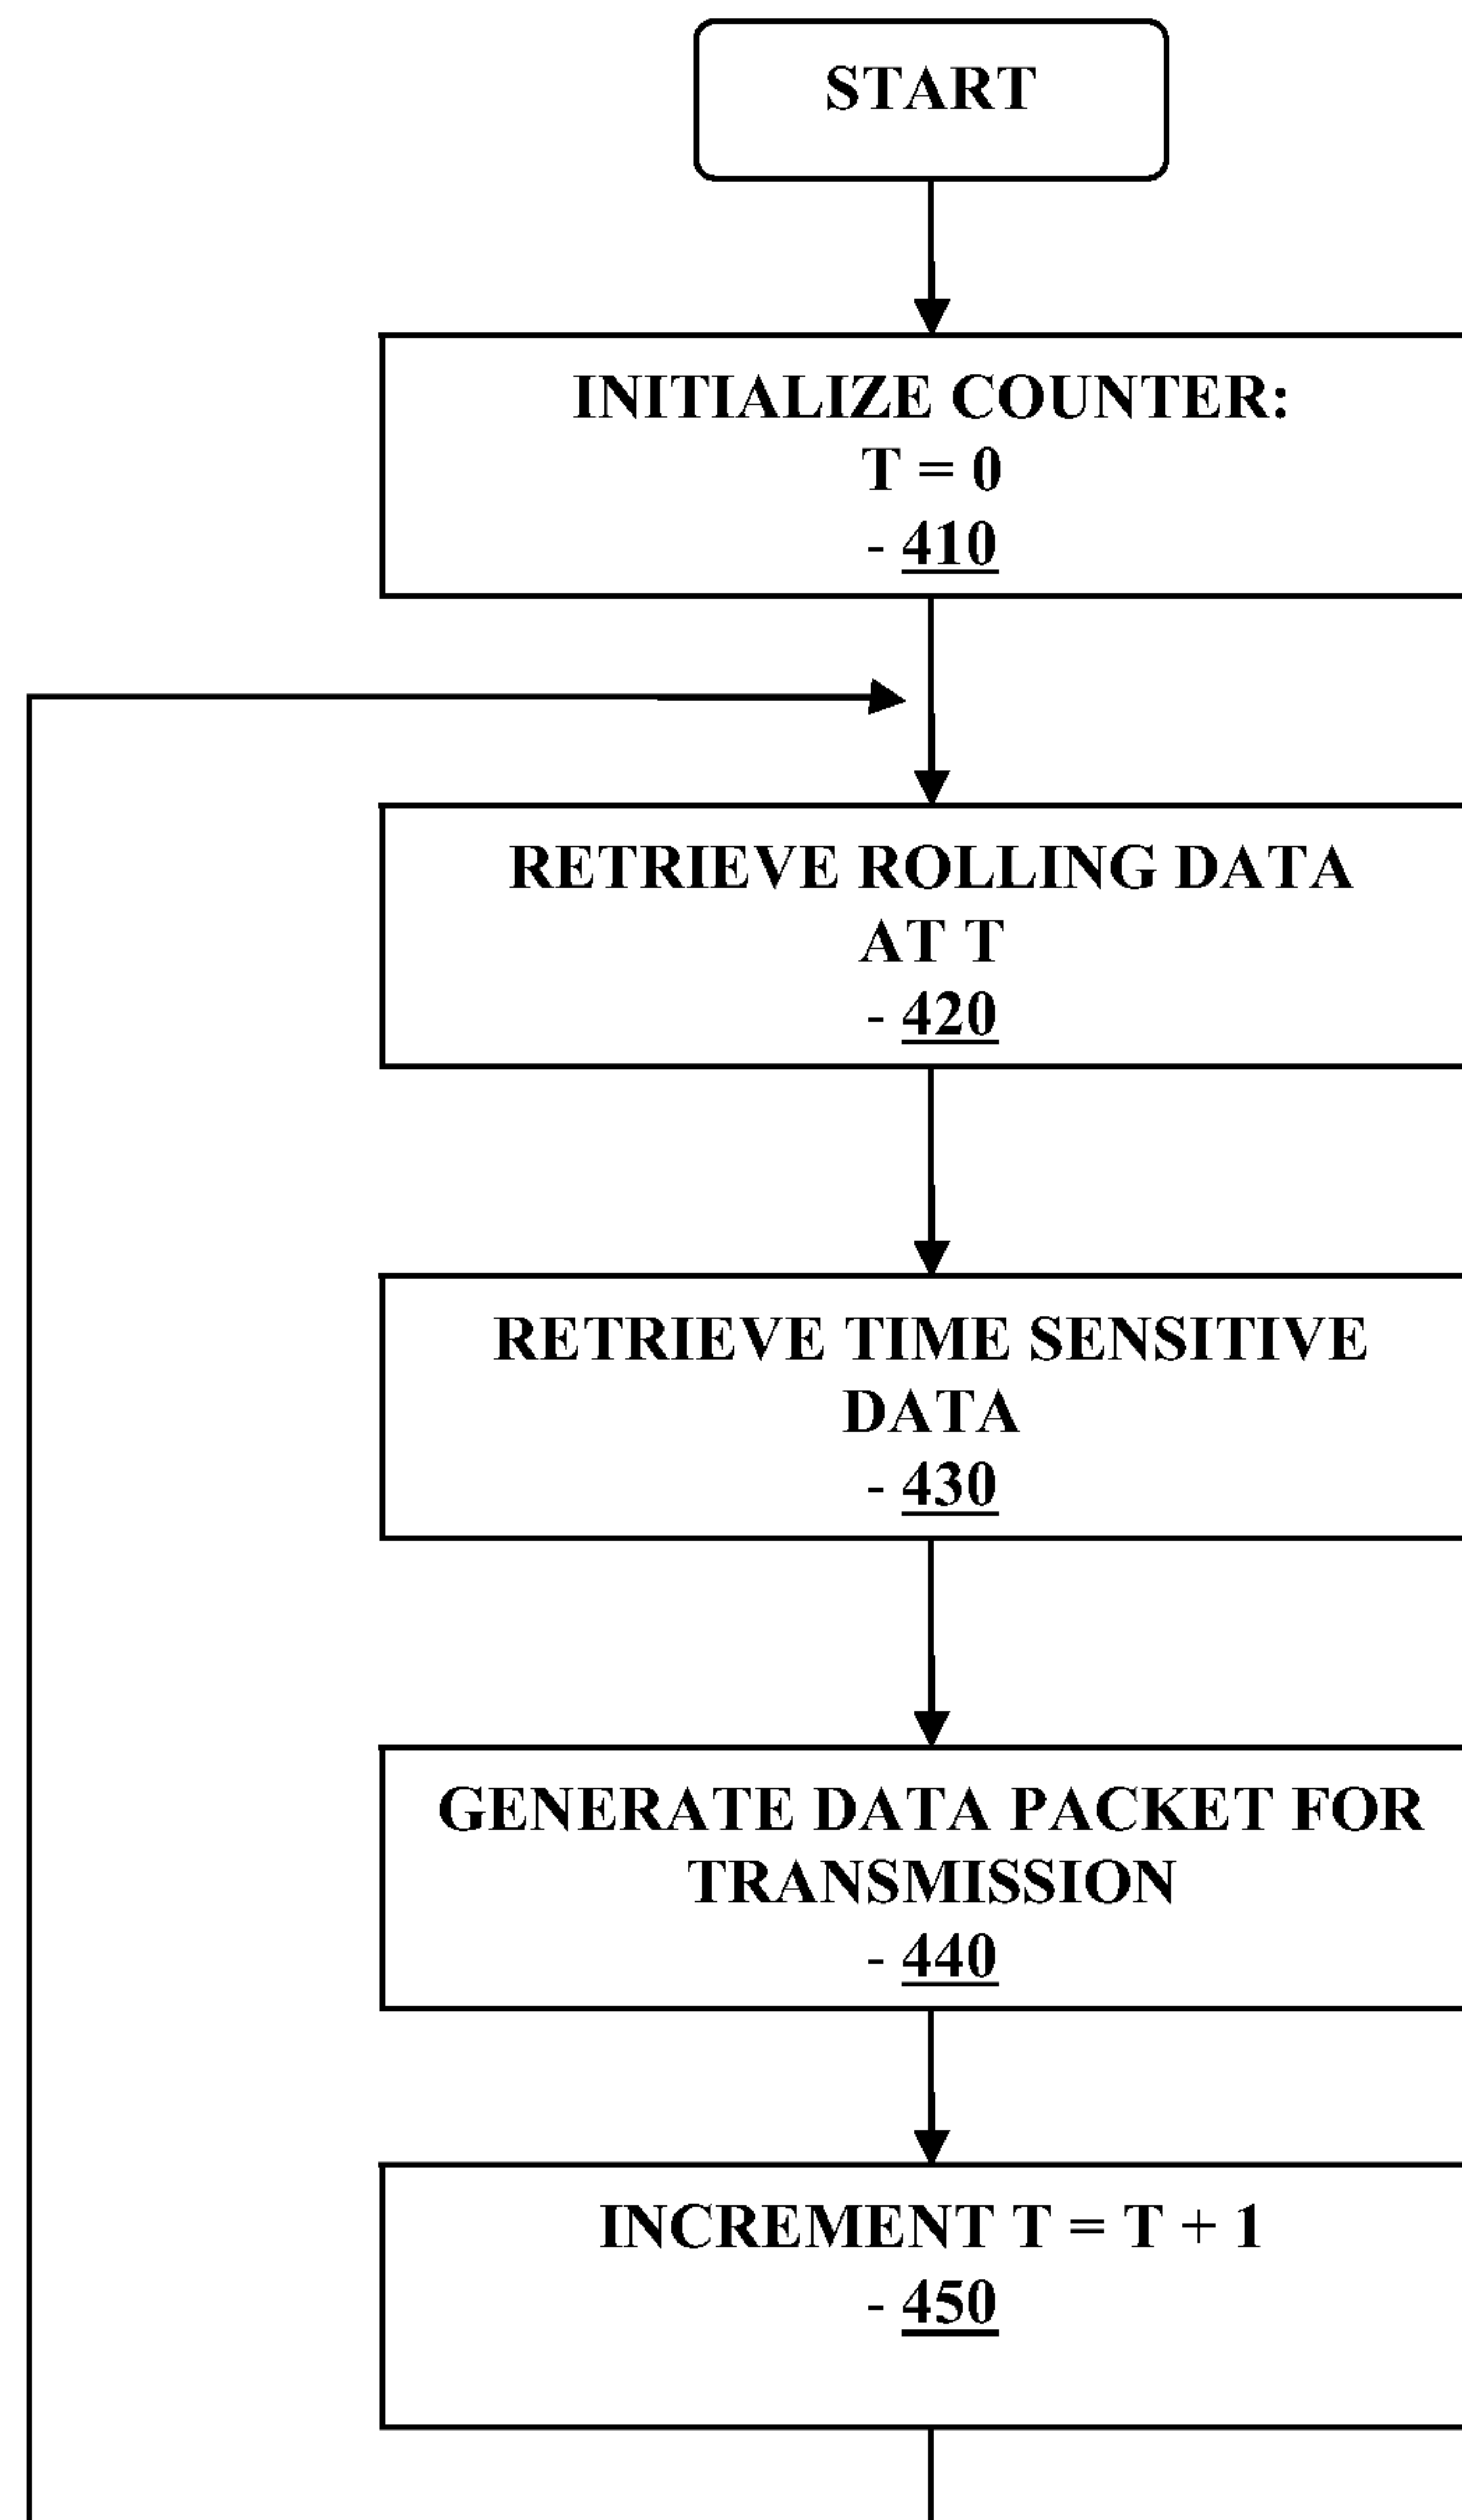 START
INITIALIZE COUNTER:
T = 0
- 410
RETRIEVE ROLLING DATA
AT T
- 420
RETRIEVE TIME SENSITIVE
DATA
- 430
GENERATE DATA PACKET FOR
TRANSMISSION
- 440
INCREMENT T = T + 1
- 450